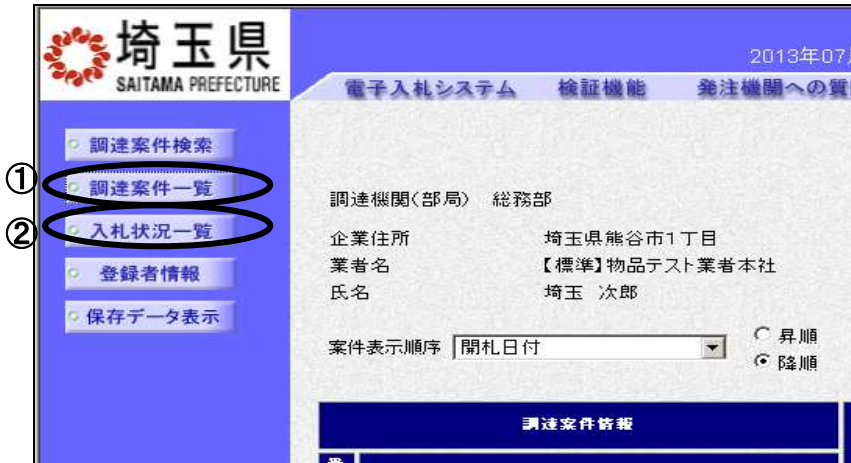 埼玉県
SAITAMA PREFECTURE
2013年07月
電子入札システム 検証機能 発注機関への質
調達案件検索
① 調達案件一覧
② 入札状況一覧
登録者情報
保存データ表示
調達機関(部局) 総務部
企業住所 埼玉県熊谷市1丁目
業者名 【標準】物品テスト業者本社
氏名 埼玉 次郎
案件表示順序 開札日付
昇順
降順
調達案件情報